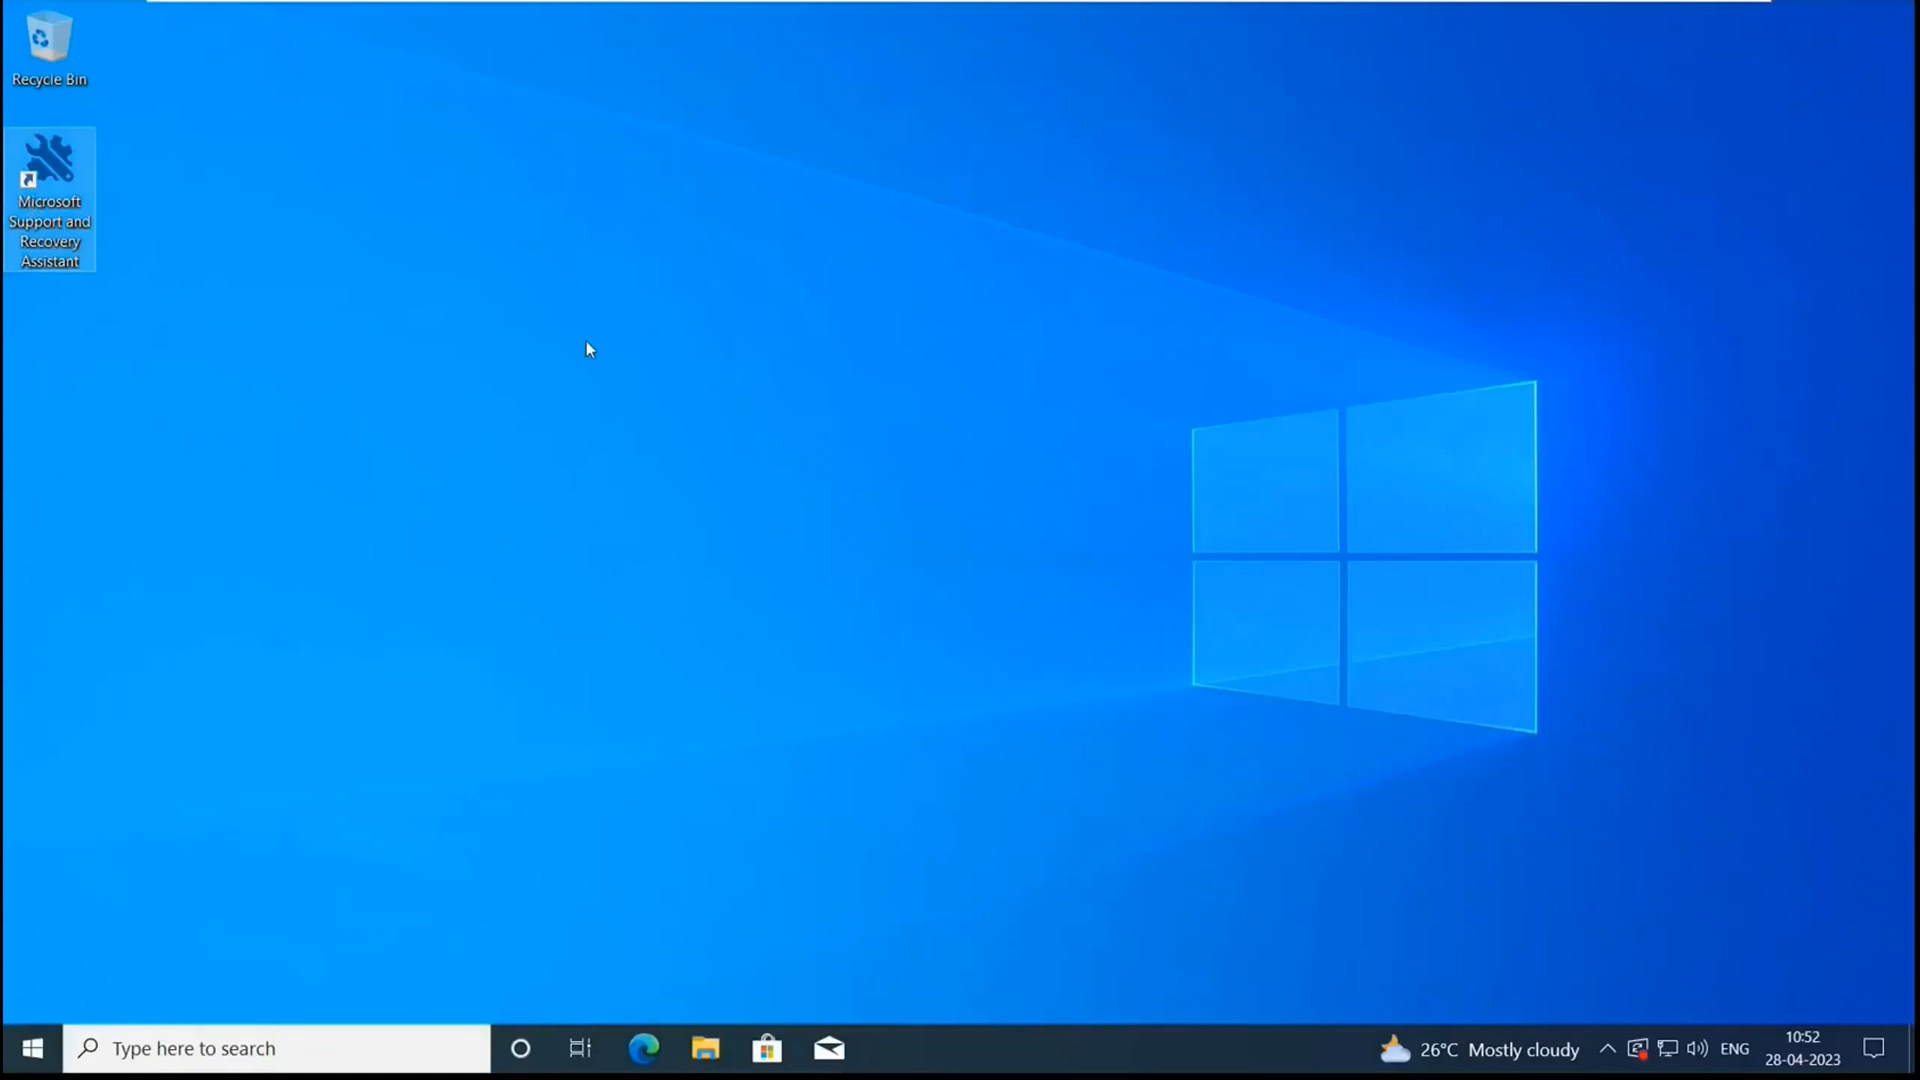 Recycle Bin
Microsoft
Support and
Recovery
Assistant
Type here to search
26°C Mostly cloudy
ENG
10:52
28-04-2023